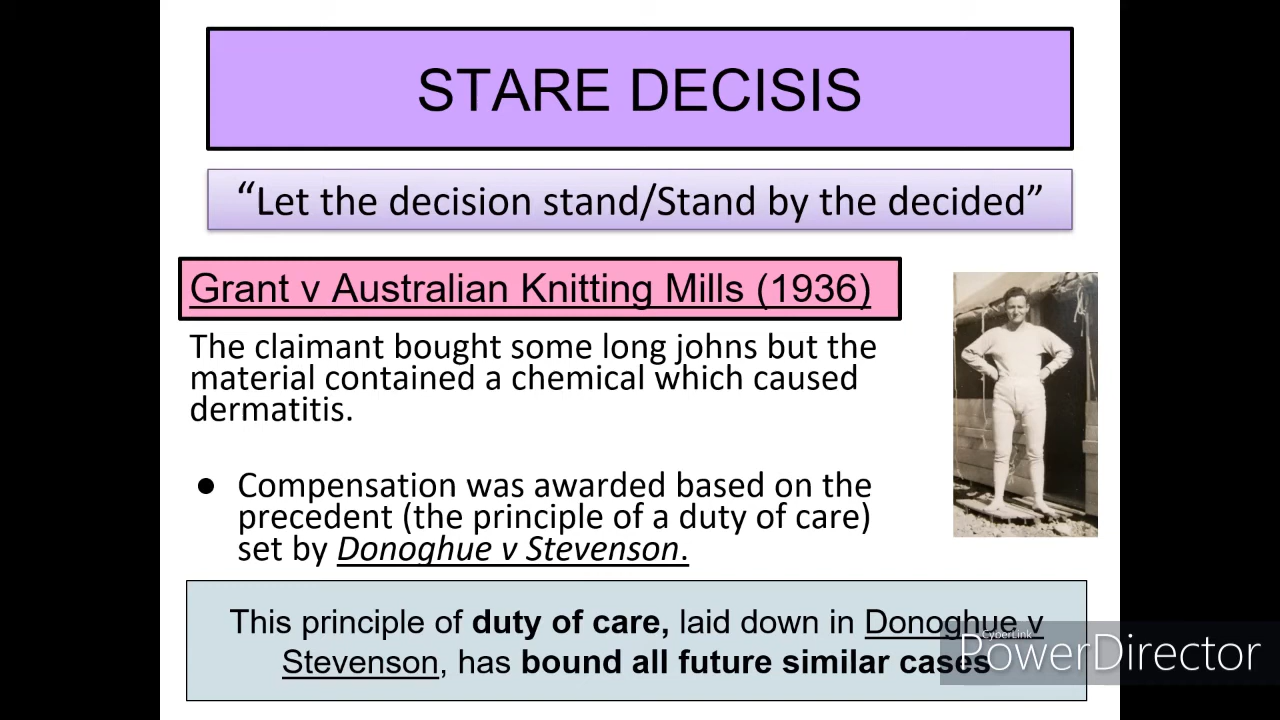 STARE DECISIS
“Let the decision stand/Stand by the decided”
Grant v Australian Knitting Mills (1936)
The claimant bought some long johns but the
material contained a chemical which caused
dermatitis.
● Compensation was awarded based on the
precedent (the principle of a duty of care)
set by Donoghue v Stevenson.
This principle of duty of care, laid down in Donoghue v
Stevenson, has bound all future similar cases
CyberLink
PowerDirector